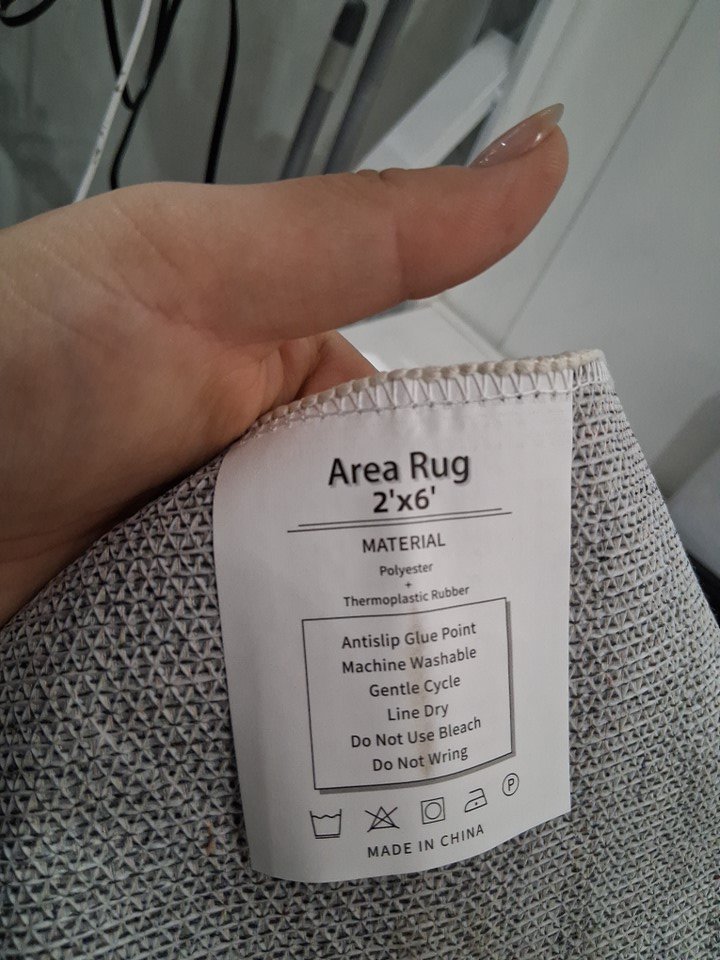 Area Rug
2'x6'
MATERIAL
Polyester
+
Thermoplastic Rubber
Antislip Glue Point
Machine Washable
Gentle Cycle
Line Dry
Do Not Use Bleach
Do Not Wring
P
MADE IN CHINA